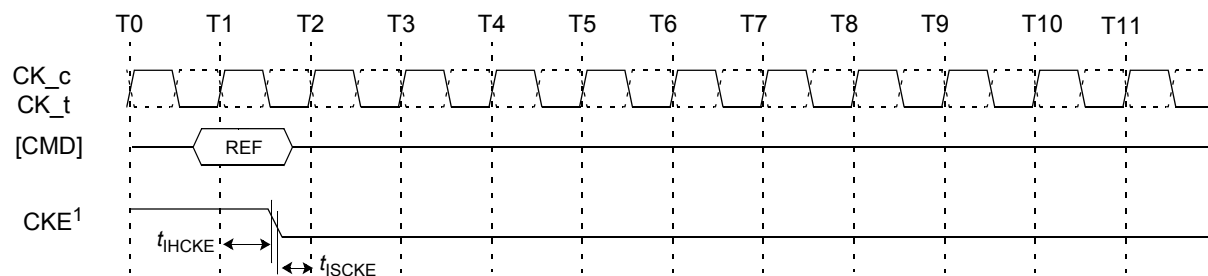 T0 T1 T2 T3 T4 T5 T6 T7 T8 T9 T10 T11
CK_c
CK_t
[CMD] REF
CKE1
tIHCKE
tISCKE